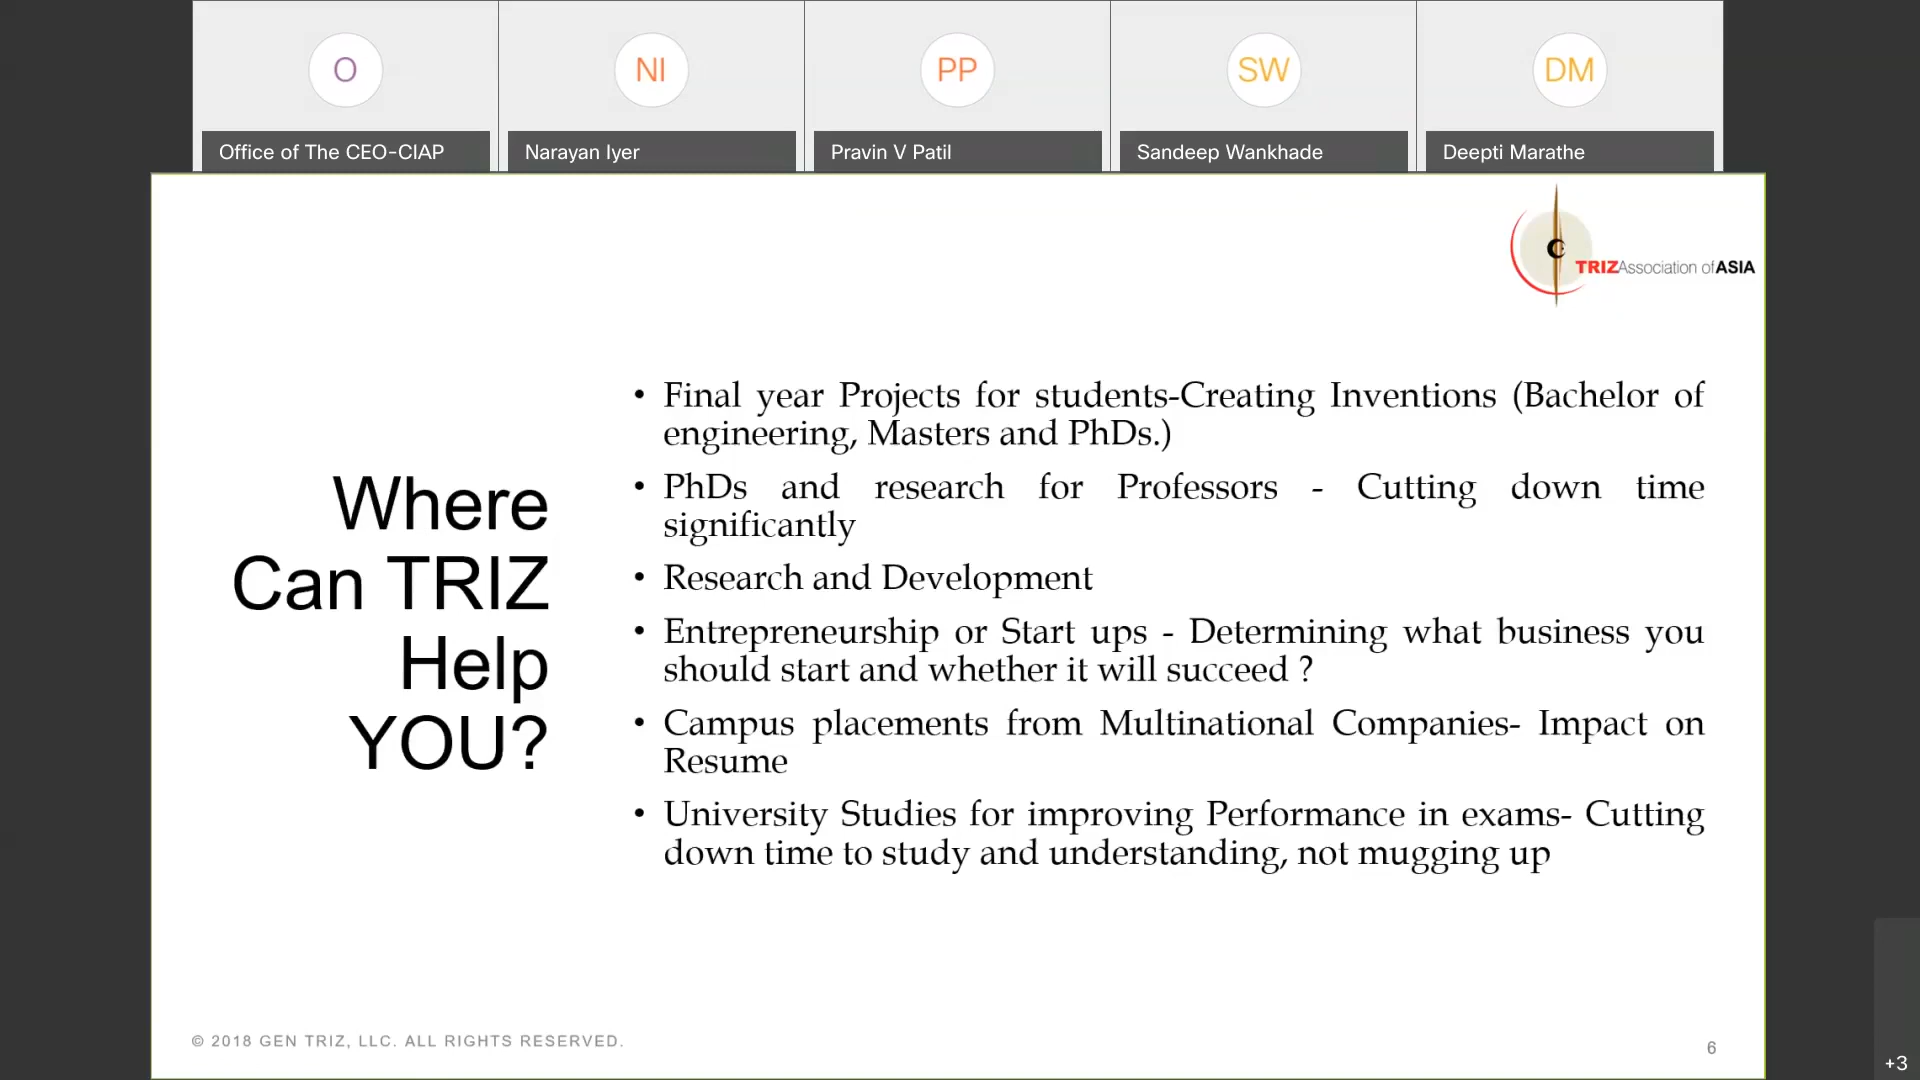 O
NI
PP
SW
DM
Office of The CEO-CIAP
Narayan Iyer
Pravin V Patil
Sandeep Wankhade
Deepti Marathe
TRIZAssociation ofASIA
Where
Can TRIZ
Help
YOU?
• Final year Projects for students-Creating Inventions (Bachelor of
engineering, Masters and PhDs.)
• PhDs and research for Professors - Cutting down time
significantly
• Research and Development
• Entrepreneurship or Start ups - Determining what business you
should start and whether it will succeed ?
• Campus placements from Multinational Companies- Impact on
Resume
• University Studies for improving Performance in exams- Cutting
down time to study and understanding, not mugging up
© 2018 GEN TRIZ, LLC. ALL RIGHTS RESERVED.
6
+3